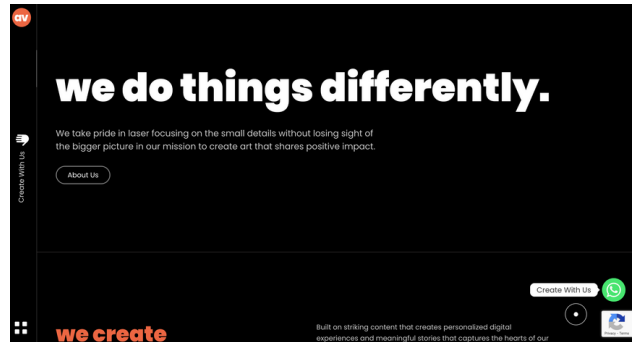 av
we do things differently.
We take pride in laser focusing on the small details without losing sight of
the bigger picture in our mission to create art that shares positive impact.
About Us
Create With Us
Create With Us
we create
Built on striking content that creates personalized digital
experiences and meaningful stories that captures the hearts of our
Privacy - Terms